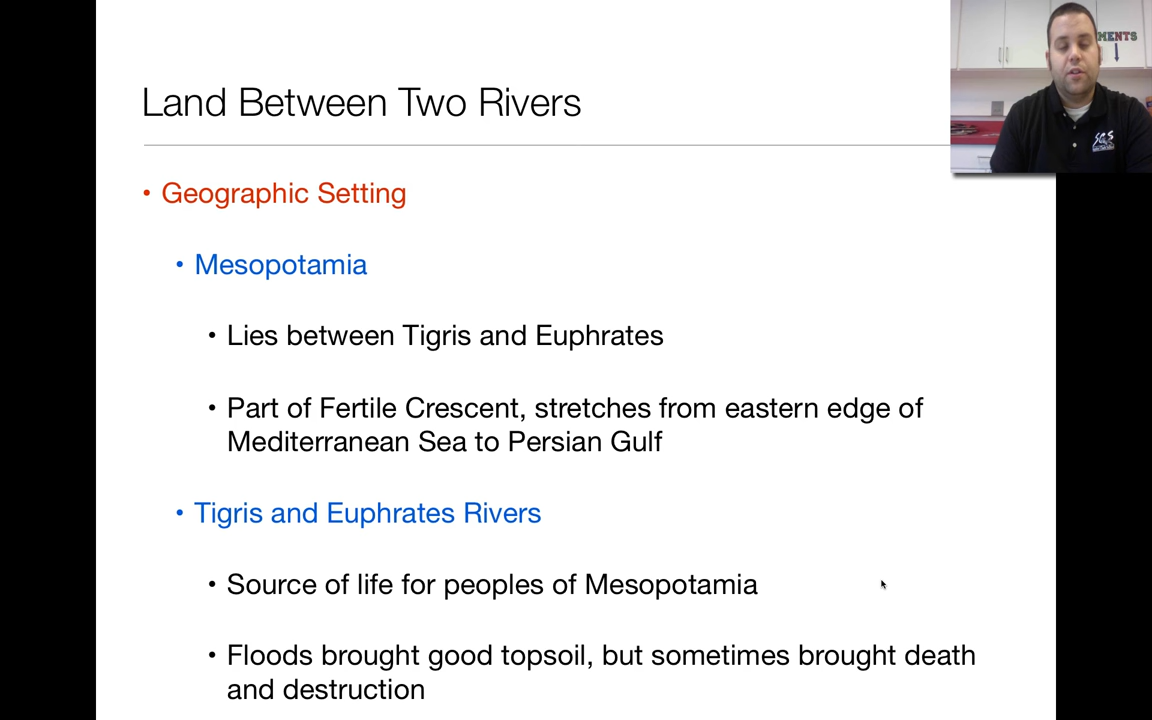 MENTS
Land Between Two Rivers
• Geographic Setting
• Mesopotamia
• Lies between Tigris and Euphrates
• Part of Fertile Crescent, stretches from eastern edge of
Mediterranean Sea to Persian Gulf
• Tigris and Euphrates Rivers
• Source of life for peoples of Mesopotamia
• Floods brought good topsoil, but sometimes brought death
and destruction